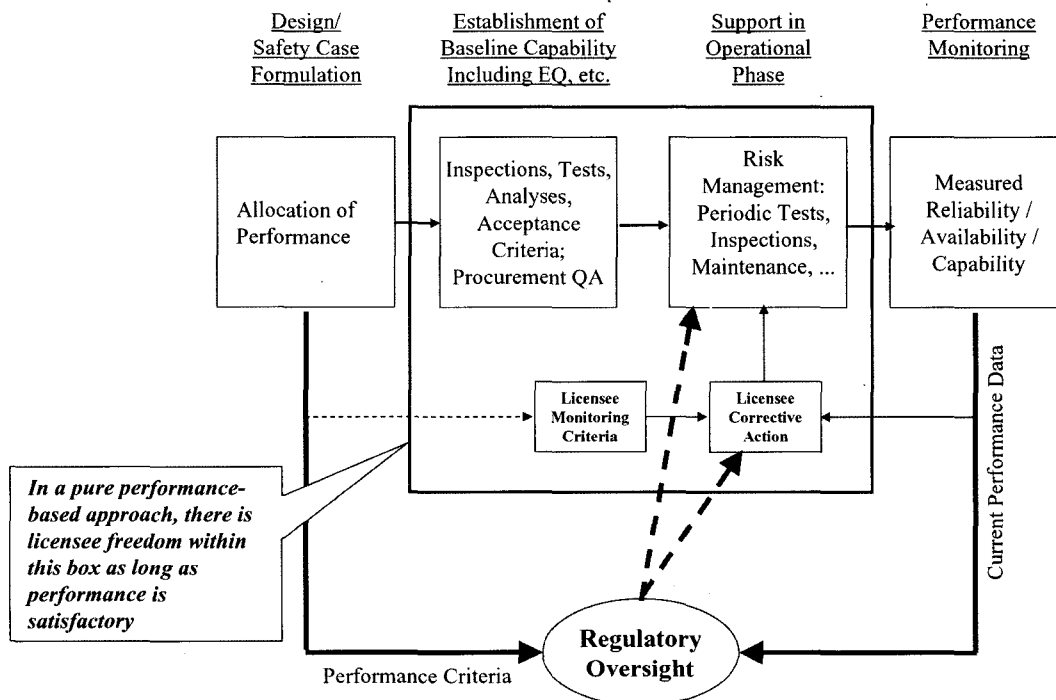 Design/
Safety Case
Formulation
Establishment of
Baseline Capability
Including EQ, etc.
Support in
Operational
Phase
Performance
Monitoring
Allocation of
Performance
Inspections, Tests,
Analyses,
Acceptance
Criteria;
Procurement QA
Risk
Management:
Periodic Tests,
Inspections,
Maintenance, ...
Measured
Reliability /
Availability /
Capability
Licensee
Monitoring
Criteria
Licensee
Corrective
Action
In a pure performance-
based approach, there is
licensee freedom within
this box as long as
performance is
satisfactory
Current Performance Data
Regulatory
Oversight
Performance Criteria